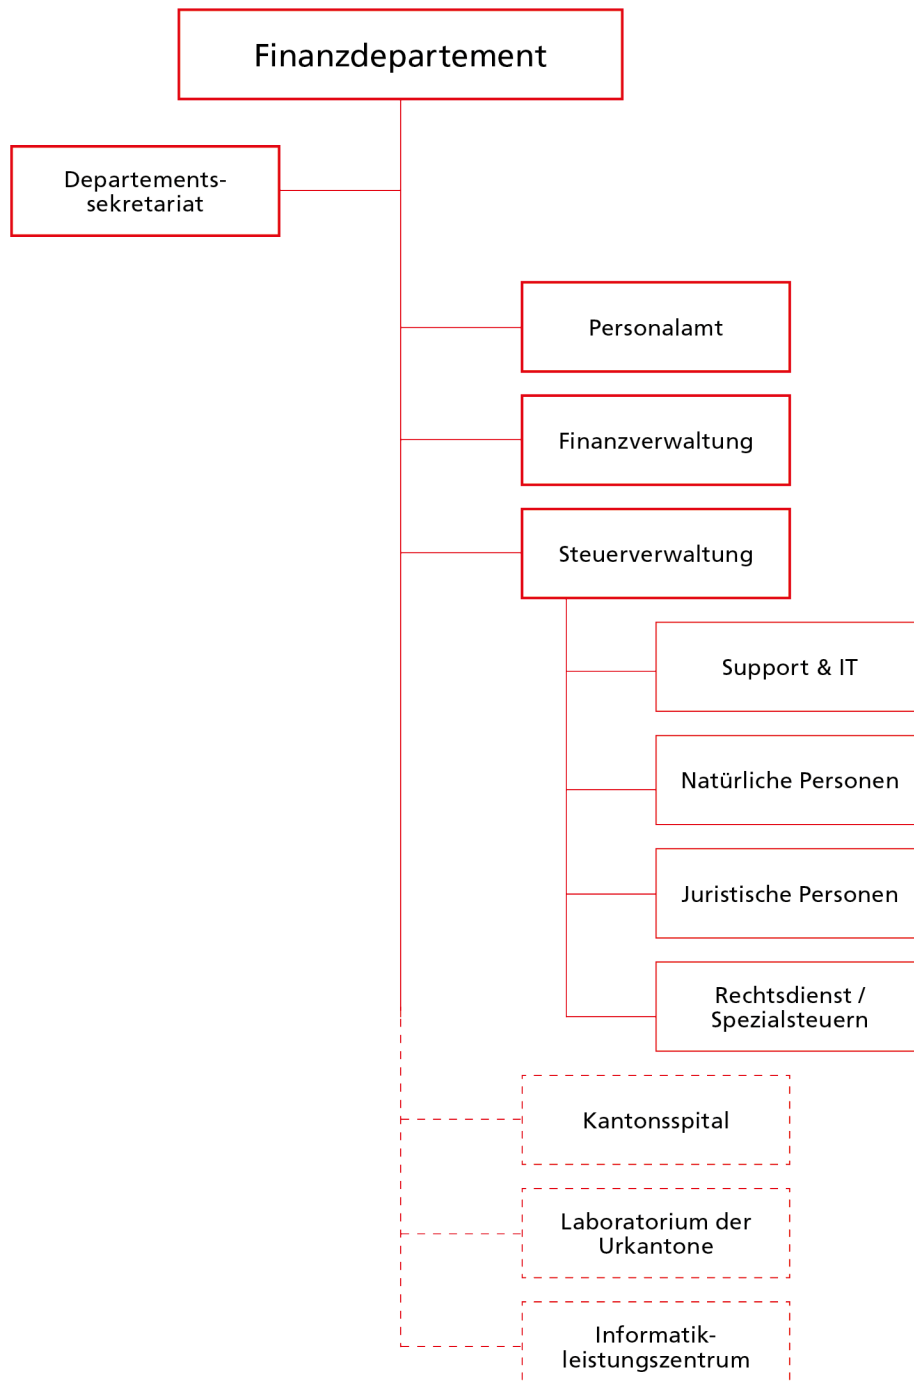 Finanzdepartement
Departements-
sekretariat
Personalamt
Finanzverwaltung
Steuerverwaltung
Support & IT
Natürliche Personen
Juristische Personen
Rechtsdienst /
Spezialsteuern
Kantonsspital
Laboratorium der
Urkantone
Informatik-
leistungszentrum